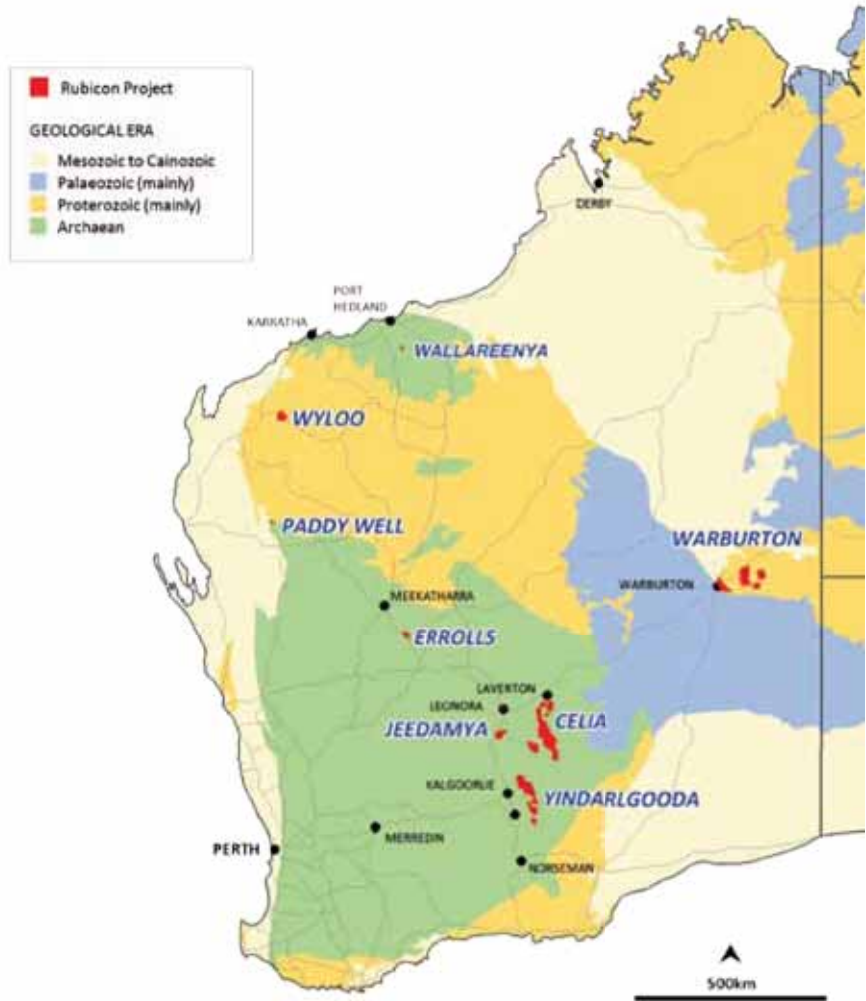 Rubicon Project
GEOLOGICAL ERA
Mesozoic to Cainozoic
Palaeozoic (mainly)
Proterozoic (mainly)
Archaean
DERBY
PORT
HEDLAND
KARRATHA
WALLAREENYA
WYLOO
PADDY WELL
WARBURTON
WARBURTON
MEEKATHARRA
ERROLLS
LAVERTON
LEONORA
JEEDAMYA
CELIA
KALGOORLIE
YINDARLGOODA
MERREDIN
PERTH
NORSEMAN
500km